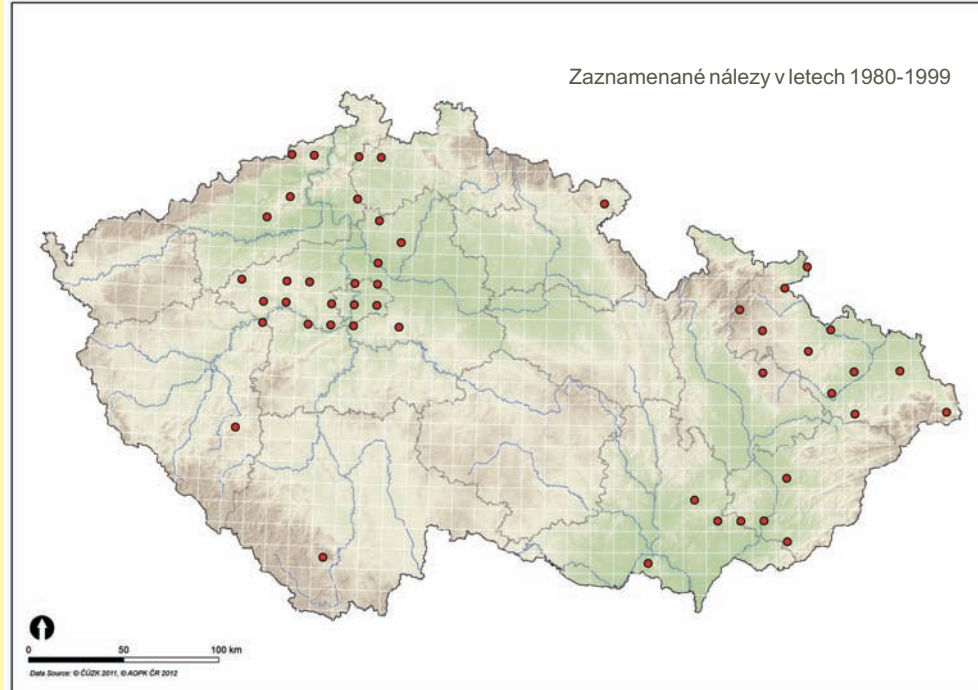 Zaznamenané nálezy v letech 1980-1999
0 50 100 km
Data Source: © ČÚZK 2011, © AOPK ČR 2012